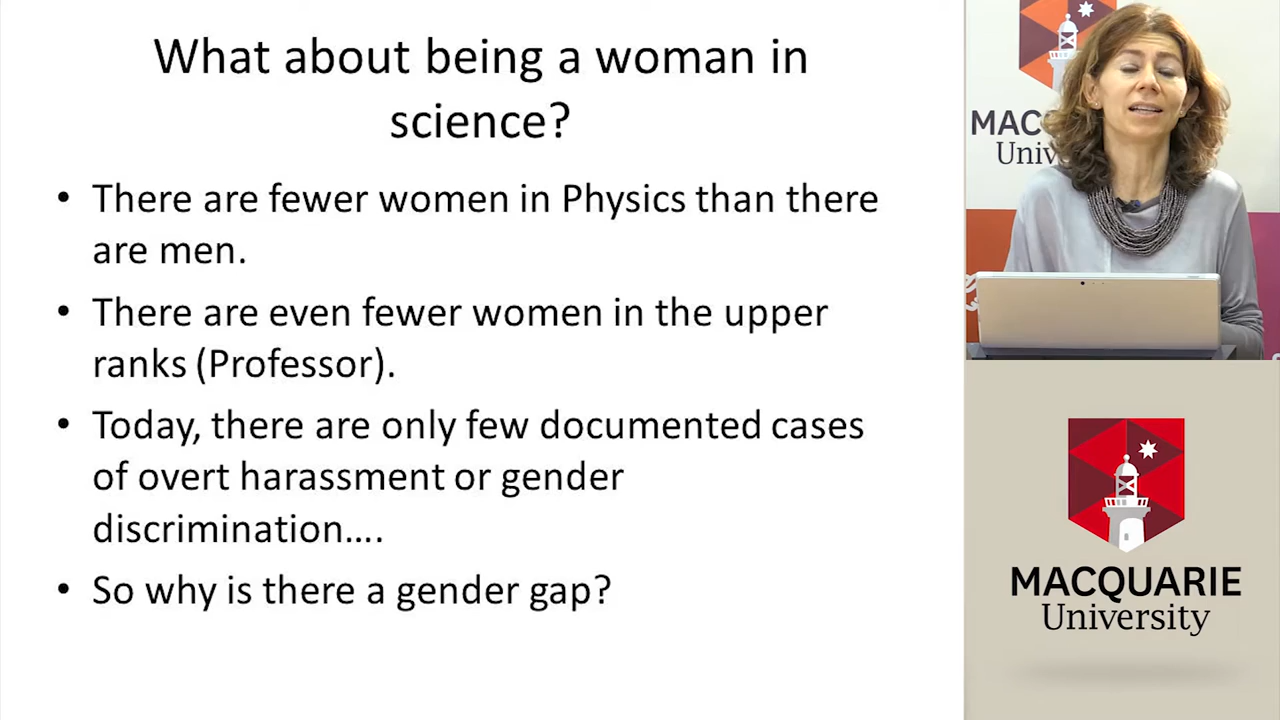 What about being a woman in
science?
• There are fewer women in Physics than there
are men.
• There are even fewer women in the upper
ranks (Professor).
• Today, there are only few documented cases
of overt harassment or gender
discrimination….
• So why is there a gender gap?
MAC
Univ
MACQUARIE
University